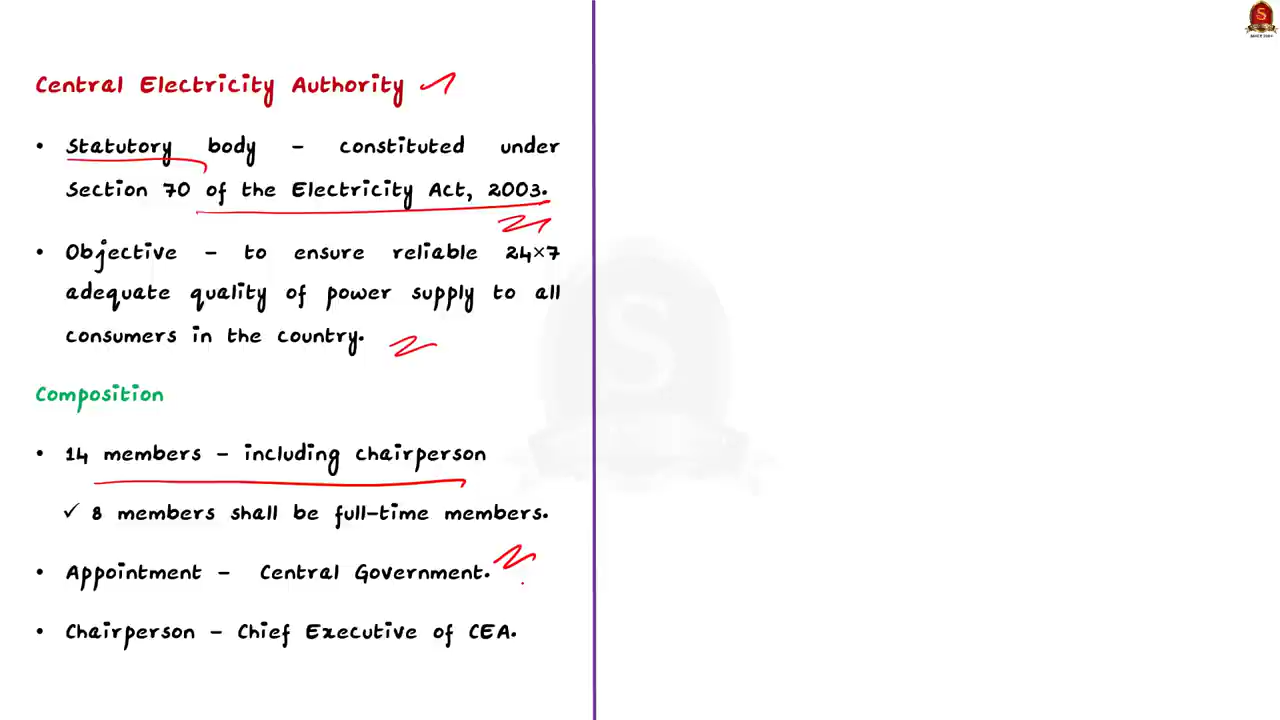 Central Electricity Authority
• Statutory body - constituted under
Section 70 of the Electricity Act, 2003.
• Objective - to ensure reliable 24×7
adequate quality of power supply to all
consumers in the country.
Composition
• 14 members - including chairperson
✓ 8 members shall be full-time members.
• Appointment - Central Government.
• Chairperson - Chief Executive of CEA.
S
S